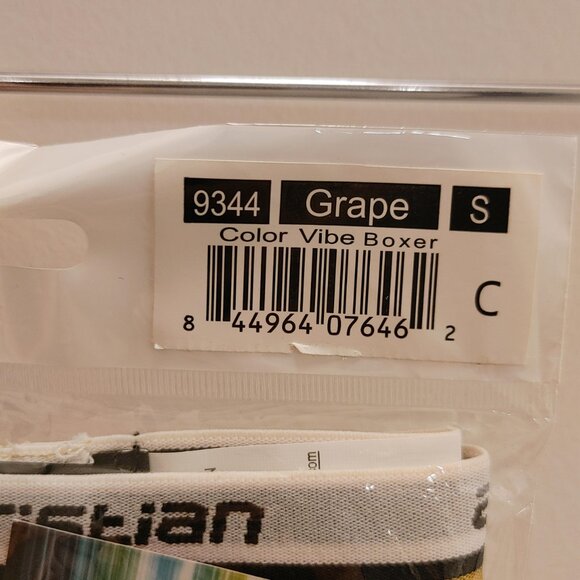 9344 Grape S
Color Vibe Boxer
C
8 44964 07646 2
stian